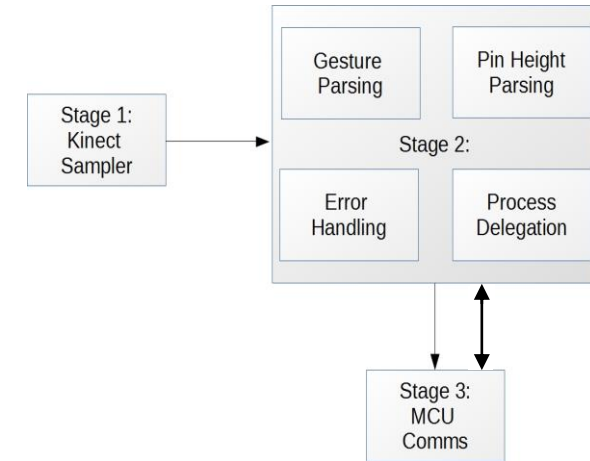 Stage 1:
Kinect
Sampler
Gesture
Parsing
Pin Height
Parsing
Stage 2:
Error
Handling
Process
Delegation
Stage 3:
MCU
Comms